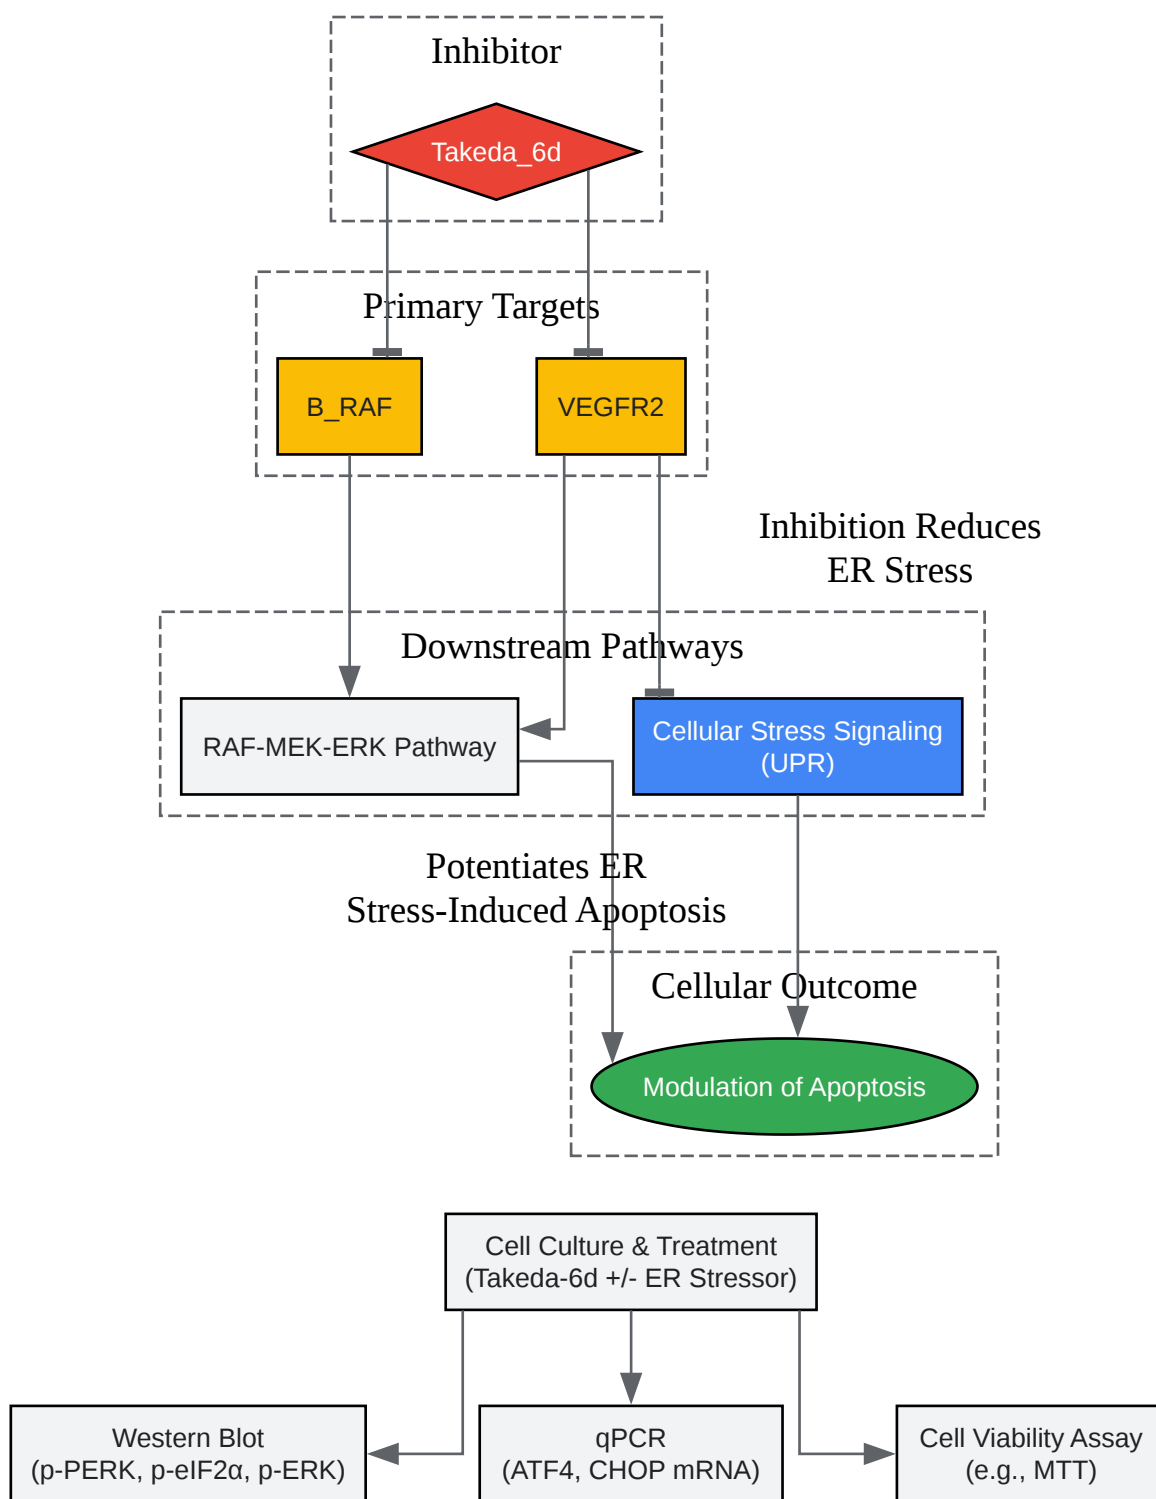 Inhibitor
Takeda_6d
Primary Targets
B_RAF
VEGFR2
Inhibition Reduces
ER Stress
Downstream Pathways
RAF-MEK-ERK Pathway
Cellular Stress Signaling
(UPR)
Potentiates ER
Stress-Induced Apoptosis
Cellular Outcome
Modulation of Apoptosis
Cell Culture & Treatment
(Takeda-6d +/- ER Stressor)
Western Blot
(p-PERK, p-eIF2α, p-ERK)
qPCR
(ATF4, CHOP mRNA)
Cell Viability Assay
(e.g., MTT)